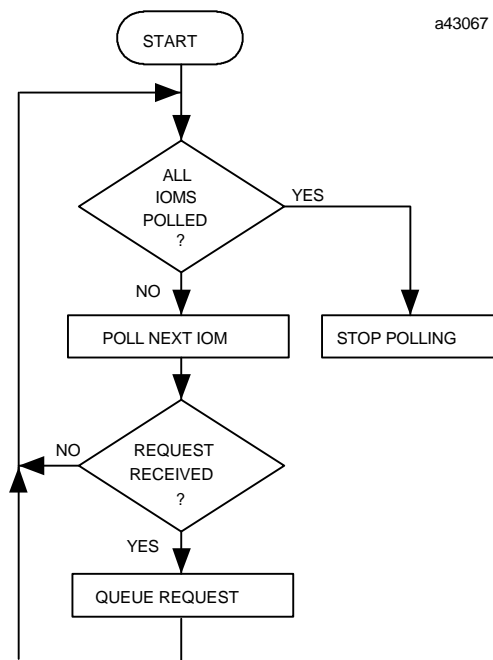 a43067
START
ALL
IOMS
POLLED
?
YES
NO
POLL NEXT IOM
STOP POLLING
NO
REQUEST
RECEIVED
?
YES
QUEUE REQUEST